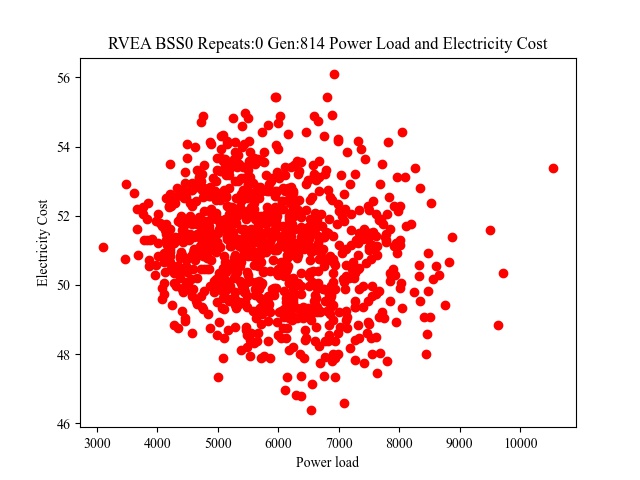 RVEA BSS0 Repeats:0 Gen:814 Power Load and Electricity Cost
Electricity Cost
56
54
52
50
48
46
3000 4000 5000 6000 7000 8000 9000 10000
Power load